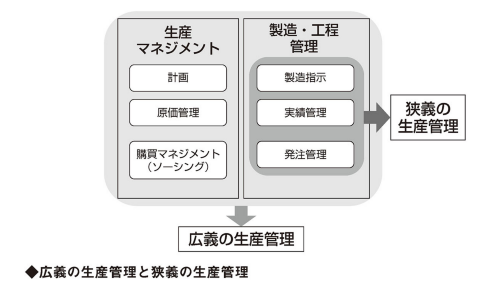 生産
マネジメント
計画
原価管理
購買マネジメント
（ソーシング）
製造・工程
管理
製造指示
実績管理
発注管理
狭義の
生産管理
広義の生産管理
◆広義の生産管理と狭義の生産管理